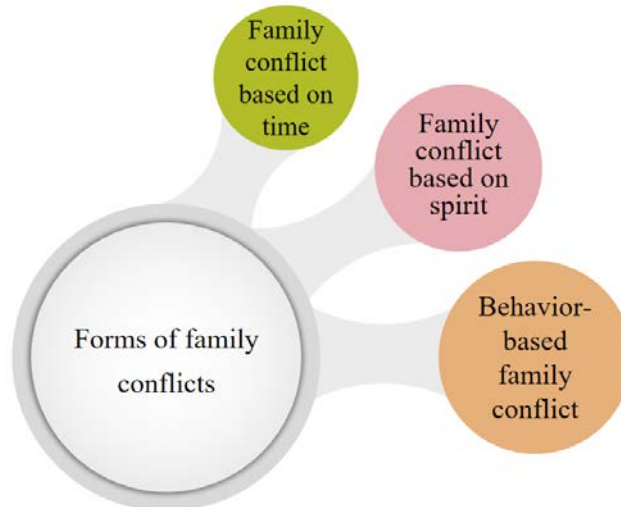 Family
conflict
based on
time
Family
conflict
based on
spirit
Behavior-
based
family
conflict
Forms of family
conflicts